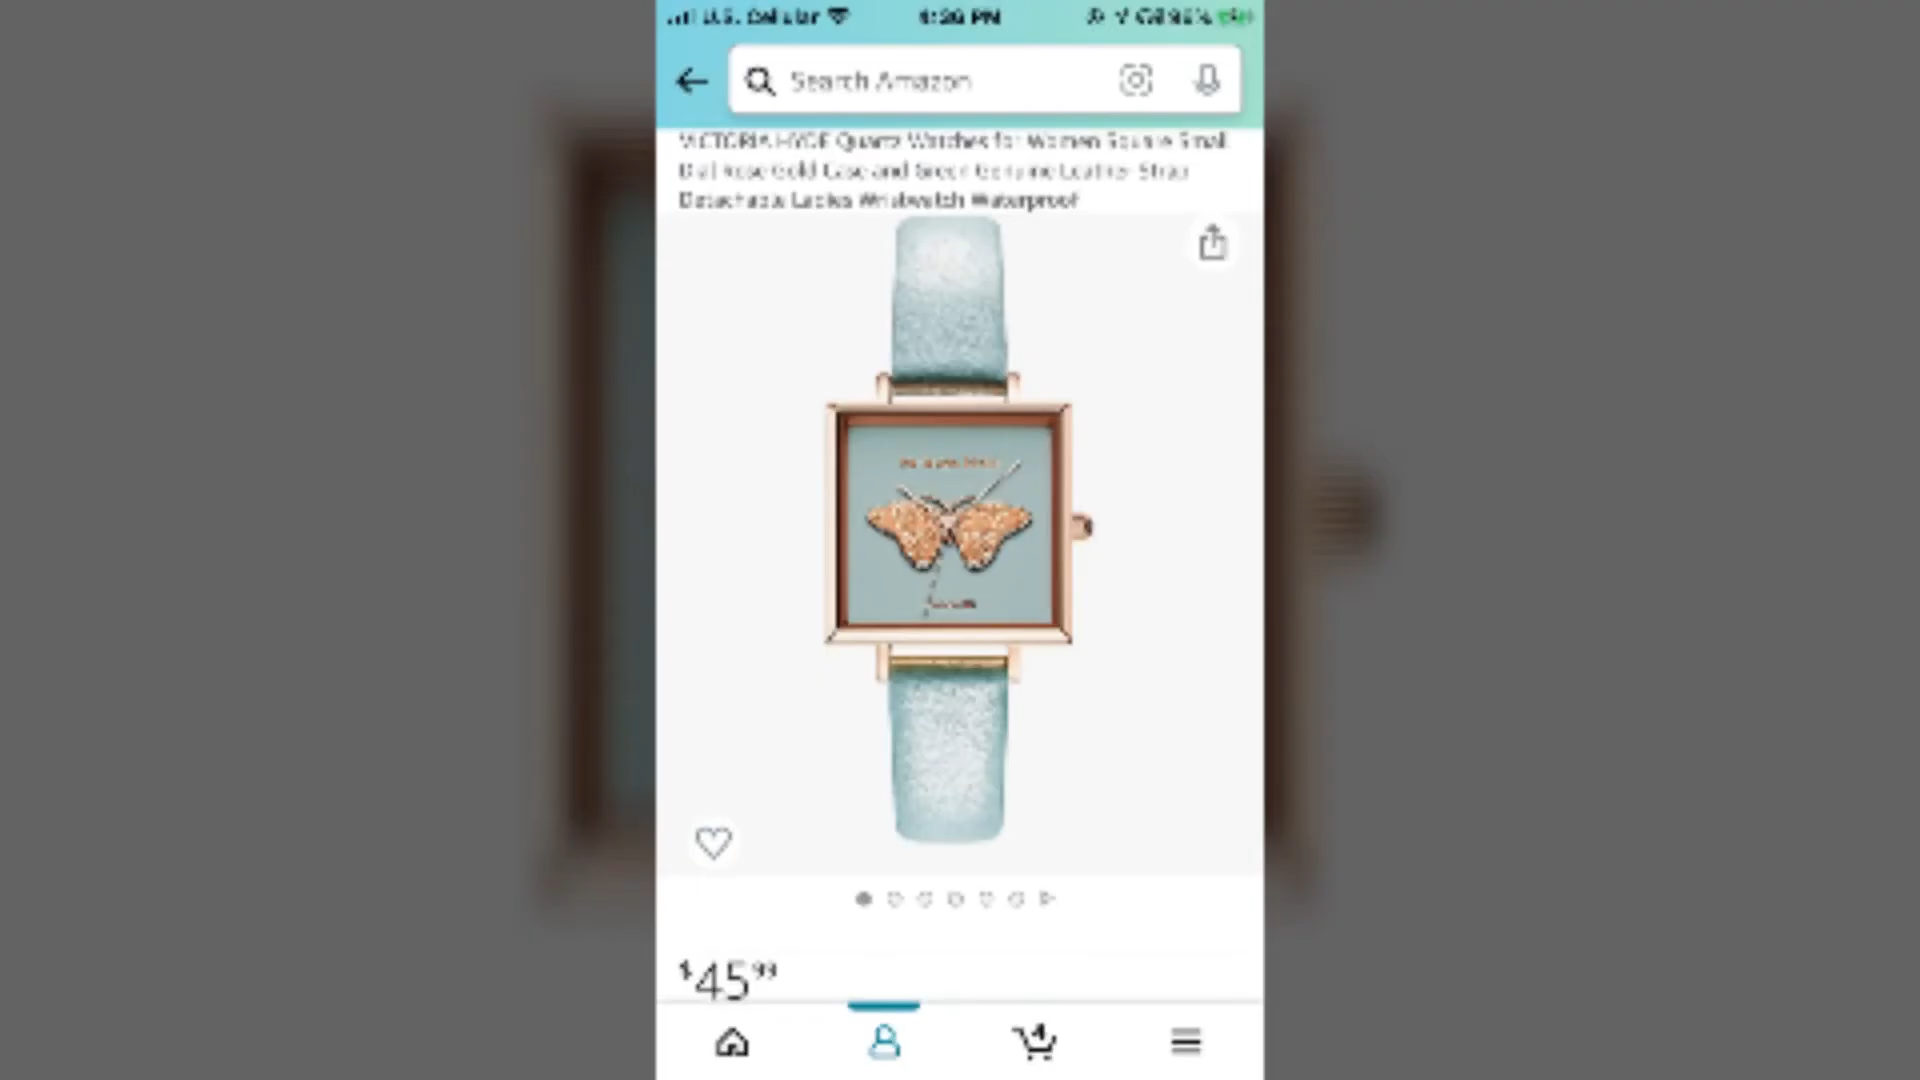 U.S. Cellular
Search Amazon
VICTORIA HYDE Quartz Watches for Women Square Small
Dial Rose Gold Case and Green Genuine Leather Strap
Detachable Ladies Wristwatch Waterproof
$45 99
4